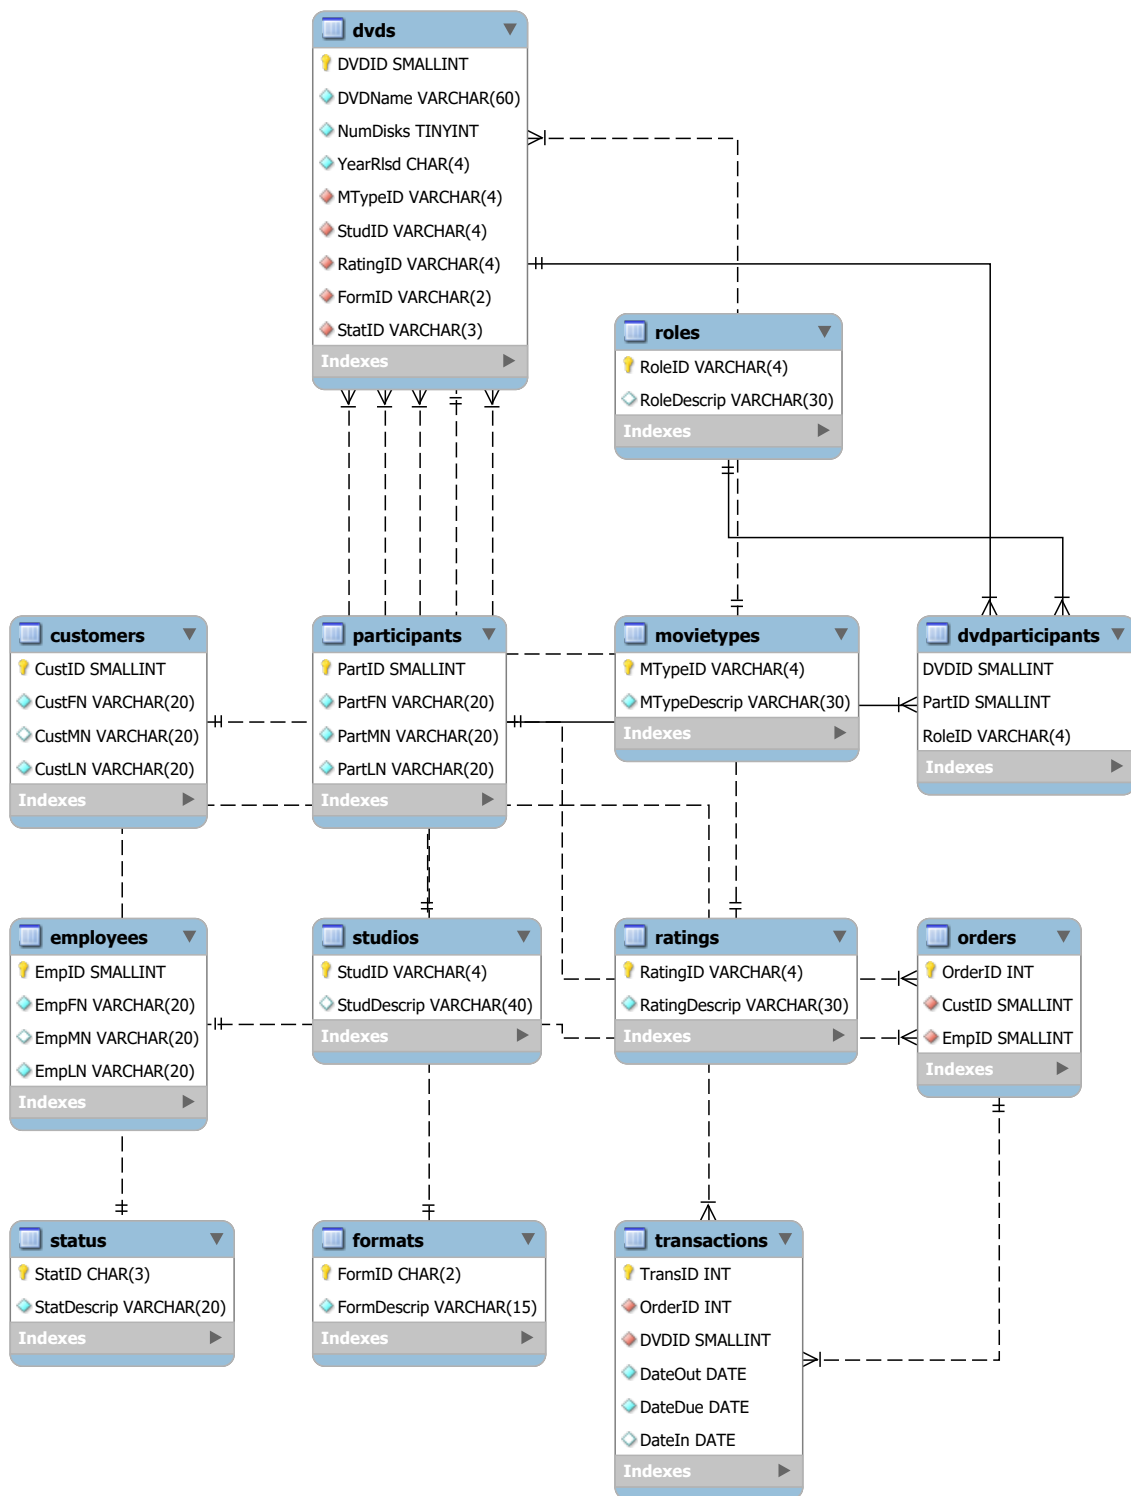 dvds
DVDID SMALLINT
DVDName VARCHAR(60)
NumDisks TINYINT
YearRlsd CHAR(4)
MTypeID VARCHAR(4)
StudID VARCHAR(4)
RatingID VARCHAR(4)
FormID VARCHAR(2)
StatID VARCHAR(3)
Indexes
roles
RoleID VARCHAR(4)
RoleDescrip VARCHAR(30)
Indexes
customers
CustID SMALLINT
CustFN VARCHAR(20)
CustMN VARCHAR(20)
CustLN VARCHAR(20)
Indexes
participants
PartID SMALLINT
PartFN VARCHAR(20)
PartMN VARCHAR(20)
PartLN VARCHAR(20)
Indexes
movietypes
MTypeID VARCHAR(4)
MTypeDescrip VARCHAR(30)
Indexes
dvdparticipants
DVDID SMALLINT
PartID SMALLINT
RoleID VARCHAR(4)
Indexes
employees
EmpID SMALLINT
EmpFN VARCHAR(20)
EmpMN VARCHAR(20)
EmpLN VARCHAR(20)
Indexes
studios
StudID VARCHAR(4)
StudDescrip VARCHAR(40)
Indexes
ratings
RatingID VARCHAR(4)
RatingDescrip VARCHAR(30)
Indexes
orders
OrderID INT
CustID SMALLINT
EmpID SMALLINT
Indexes
status
StatID CHAR(3)
StatDescrip VARCHAR(20)
Indexes
formats
FormID CHAR(2)
FormDescrip VARCHAR(15)
Indexes
transactions
TransID INT
OrderID INT
DVDID SMALLINT
DateOut DATE
DateDue DATE
DateIn DATE
Indexes